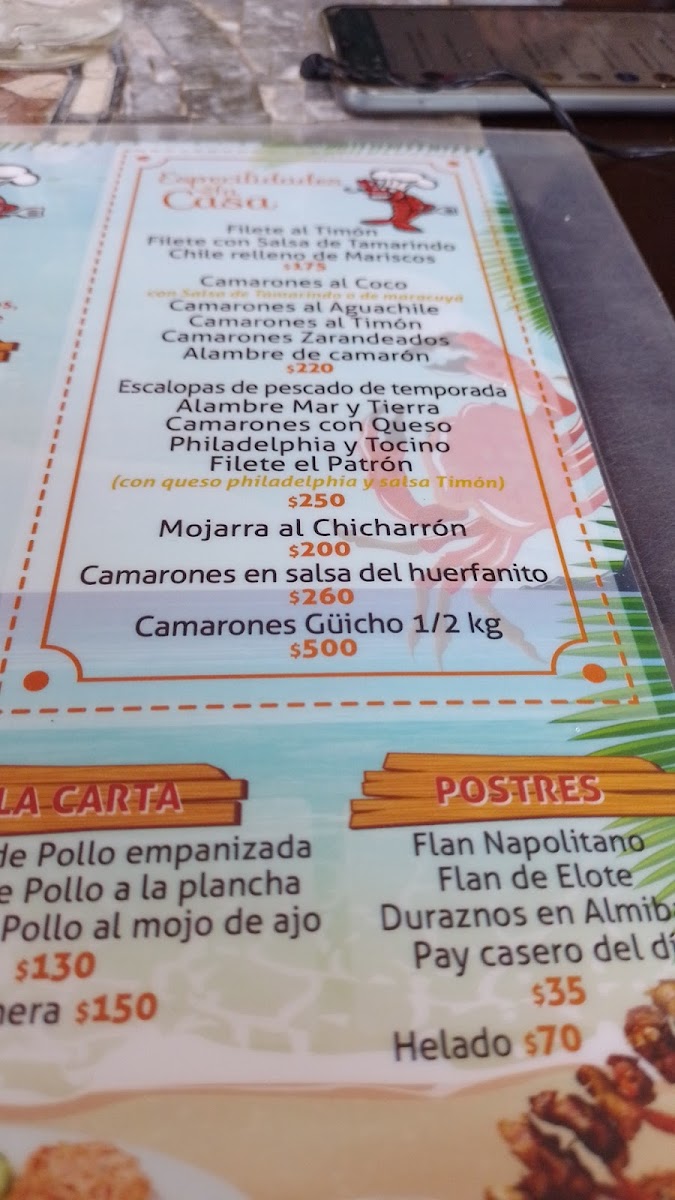 Especilidades
de la
Casa
Filete al Timón
Filete con Salsa de Tamarindo
Chile relleno de Mariscos
$175
Camarones al Coco
con Salsa de Tamarindo o de maracuyá
Camarones al Aguachile
Camarones al Timón
Camarones Zarandeados
Alambre de camarón
$220
Escalopas de pescado de temporada
Alambre Mar y Tierra
Camarones con Queso
Philadelphia y Tocino
Filete el Patrón
(con queso philadelphia y salsa Timón)
$250
Mojarra al Chicharrón
$200
Camarones en salsa del huerfanito
$260
Camarones Güicho 1/2 kg
$500
LA CARTA
de Pollo empanizada
e Pollo a la plancha
Pollo al mojo de ajo
$130
nera $150
POSTRES
Flan Napolitano
Flan de Elote
Duraznos en Almiba
Pay casero del dí
$35
Helado $70